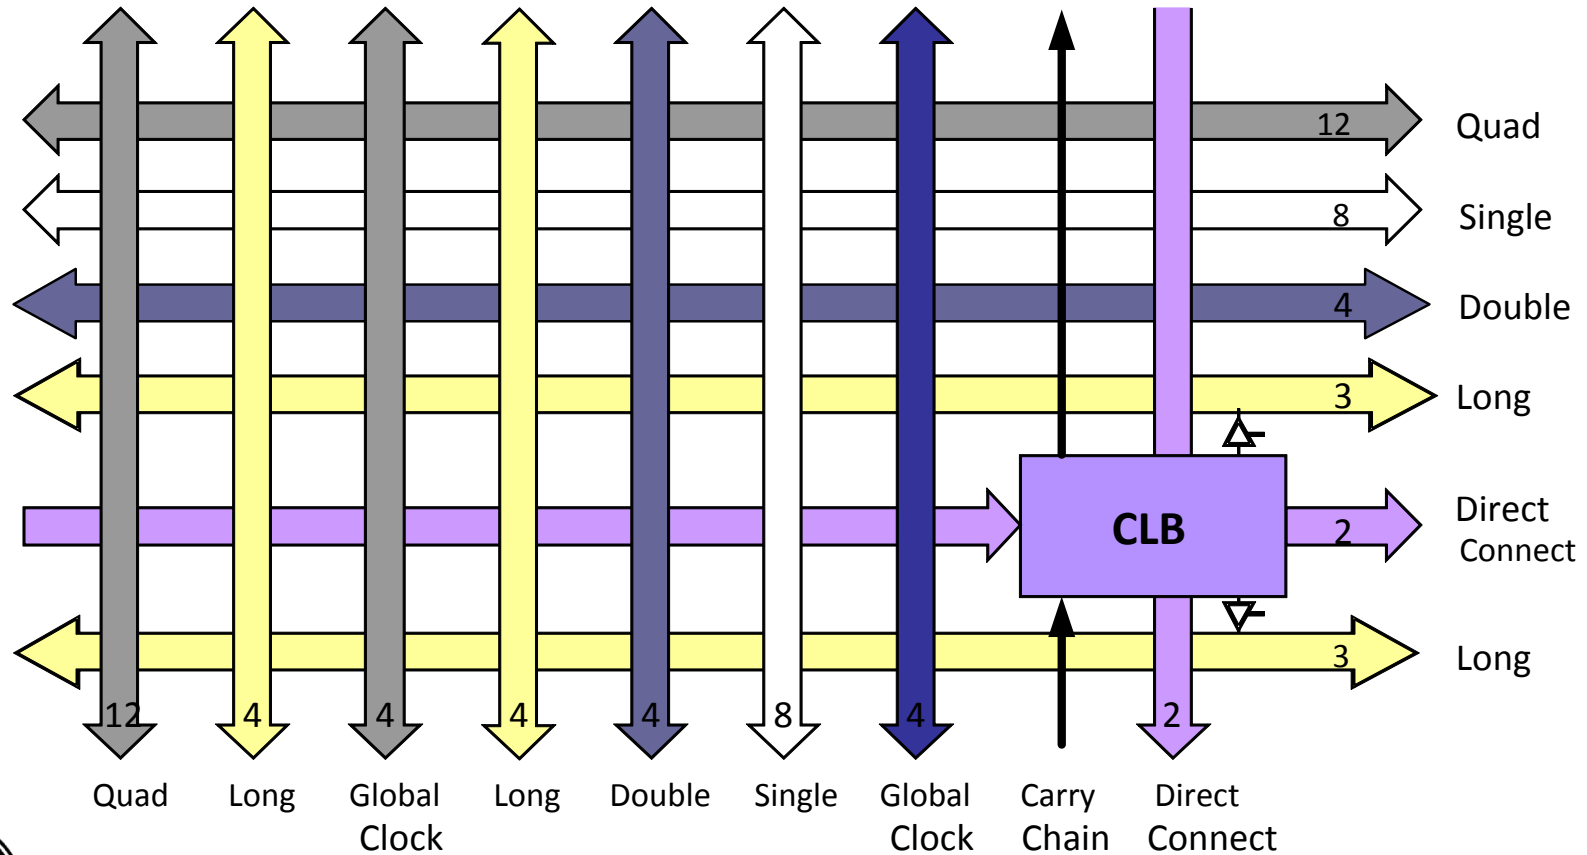 12 Quad
8 Single
4 Double
3 Long
CLB 2 Direct
Connect
3 Long
12 4 4 4 4 8 4 2
Quad Long Global Long Double Single Global Carry Direct
Clock Clock Chain Connect